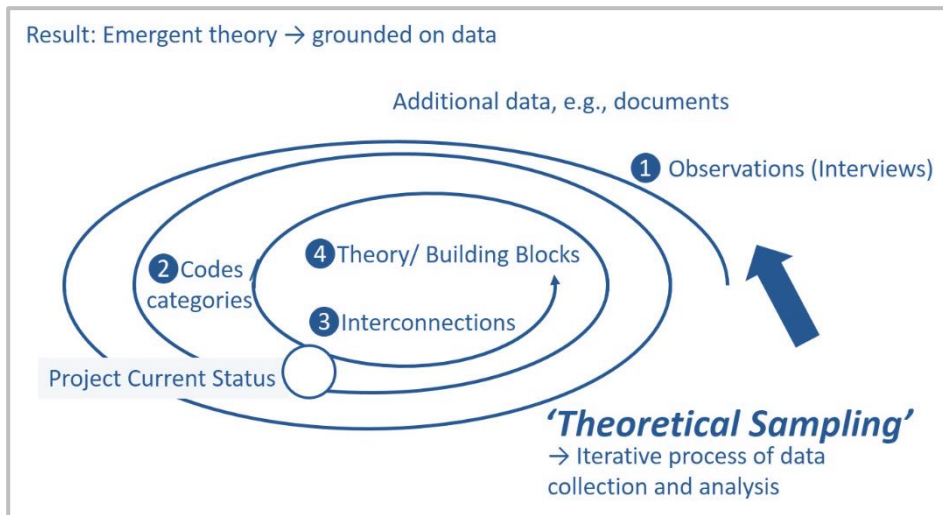 Result: Emergent theory → grounded on data
Additional data, e.g., documents
1 Observations (Interviews)
4 Theory/ Building Blocks
2 Codes /
categories
3 Interconnections
Project Current Status
‘Theoretical Sampling’
→ Iterative process of data
collection and analysis